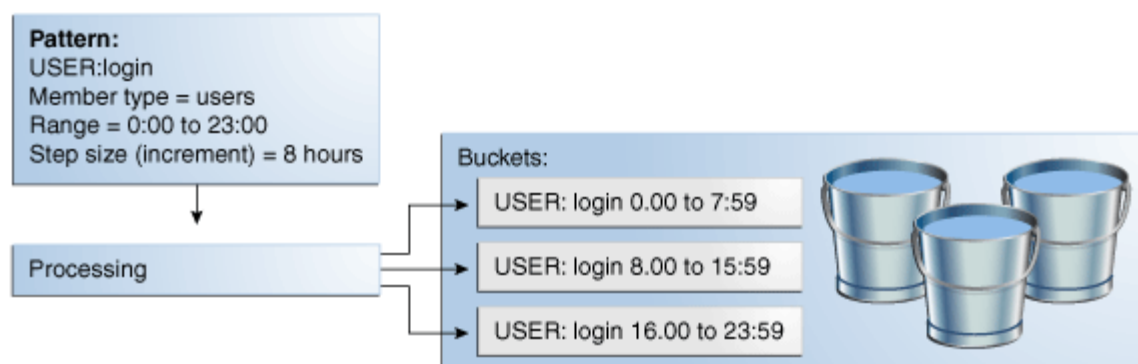 Pattern:
USER:login
Member type = users
Range = 0:00 to 23:00
Step size (increment) = 8 hours
Processing
Buckets:
USER: login 0.00 to 7:59
USER: login 8.00 to 15:59
USER: login 16.00 to 23:59